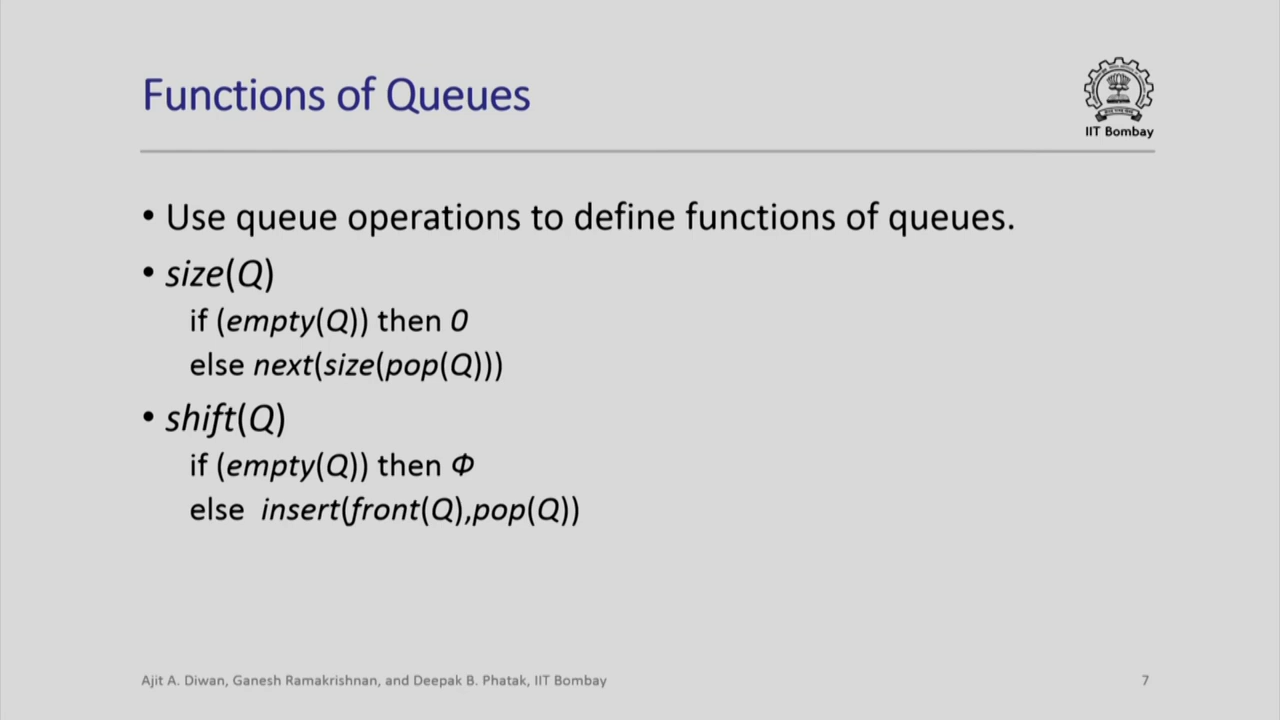 Functions of Queues
IIT Bombay
• Use queue operations to define functions of queues.
• size(Q)
if (empty(Q)) then 0
else next(size(pop(Q)))
• shift(Q)
if (empty(Q)) then Φ
else insert(front(Q),pop(Q))
Ajit A. Diwan, Ganesh Ramakrishnan, and Deepak B. Phatak, IIT Bombay
7